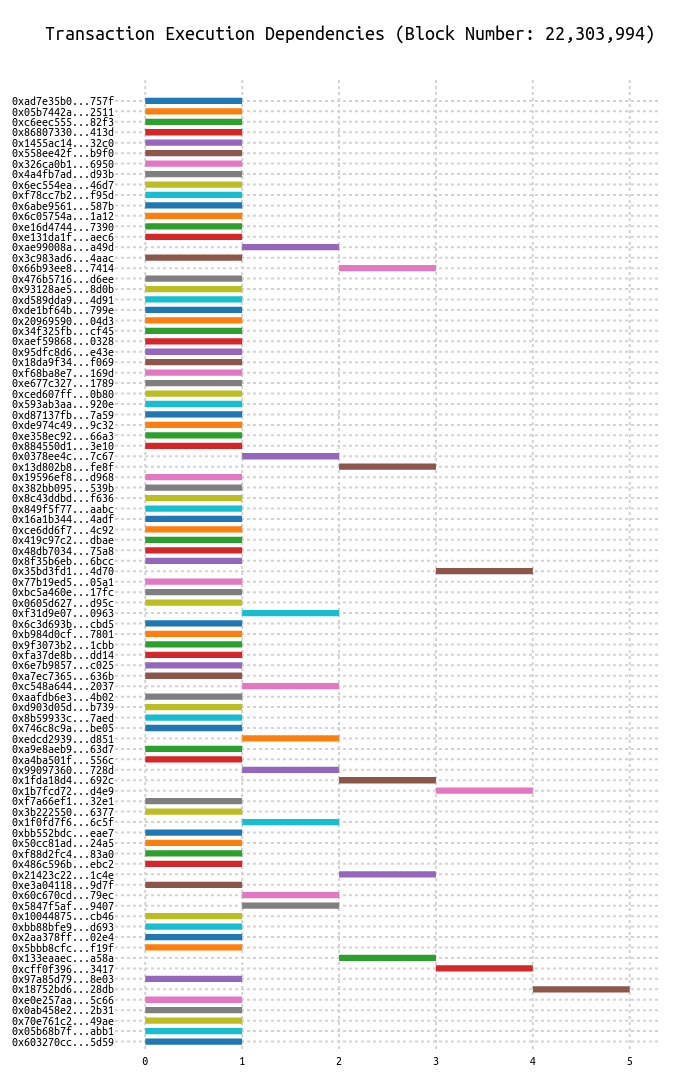 Transaction Execution Dependencies (Block Number: 22,303,994)
0xad7e35b0...757f
0x05b7442a...2511
0xc6eec555...82f3
0x86807330...413d
0x1455ac14...32c0
0x558ee42f...b9f0
0x326ca0b1...6950
0x4a4fb7ad...d93b
0x6ec554ea...46d7
0xf78cc7b2...f95d
0x6abe9561...587b
0x6c05754a...1a12
0xe16d4744...7390
0xe131da1f...aec6
0xae99008a...a49d
0x3c983ad6...4aac
0x66b93ee8...7414
0x476b5716...d6ee
0x93128ae5...8d0b
0xd589dda9...4d91
0xde1bf64b...799e
0x20969590...04d3
0x34f325fb...cf45
0xaef59868...0328
0x95dfc8d6...e43e
0x18da9f34...f069
0xf68ba8e7...169d
0xe677c327...1789
0xced607ff...0b80
0x593ab3aa...920e
0xd87137fb...7a59
0xde974c49...9c32
0xe358ec92...66a3
0x884550d1...3e10
0x0378ee4c...7c67
0x13d802b8...fe8f
0x19596ef8...d968
0x382bb095...539b
0x8c43ddbd...f636
0x849f5f77...aabc
0x16a1b344...4adf
0xce6dd6f7...4c92
0x419c97c2...dbae
0x48db7034...75a8
0x8f35b6eb...6bcc
0x35bd3fd1...4d70
0x77b19ed5...05a1
0xbc5a460e...17fc
0x0605d627...d95c
0xf31d9e07...0963
0x6c3d693b...cbd5
0xb984d0cf...7801
0x9f3073b2...1cbb
0xfa37de8b...dd14
0x6e7b9857...c025
0xa7ec7365...636b
0xc548a644...2037
0xaafdb6e3...4b02
0xd903d05d...b739
0x8b59933c...7aed
0x746c8c9a...be05
0xedcd2939...d851
0xa9e8aeb9...63d7
0xa4ba501f...556c
0x99097360...728d
0x1fda18d4...692c
0x1b7fcd72...d4e9
0xf7a66ef1...32e1
0x3b222550...6377
0x1f0fd7f6...6c5f
0xbb552bdc...eae7
0x50cc81ad...24a5
0xf88d2fc4...83a0
0x486c596b...ebc2
0x21423c22...1c4e
0xe3a04118...9d7f
0x60c670cd...79ec
0x5847f5af...9407
0x10044875...cb46
0xbb88bfe9...d693
0x2aa378ff...02e4
0x5bbb8cfc...f19f
0x133eaaec...a58a
0xcff0f396...3417
0x97a85d79...8e03
0x18752bd6...28db
0xe0e257aa...5c66
0x0ab458e2...2b31
0x70e761c2...49ae
0x05b68b7f...abb1
0x603270cc...5d59
0 1 2 3 4 5